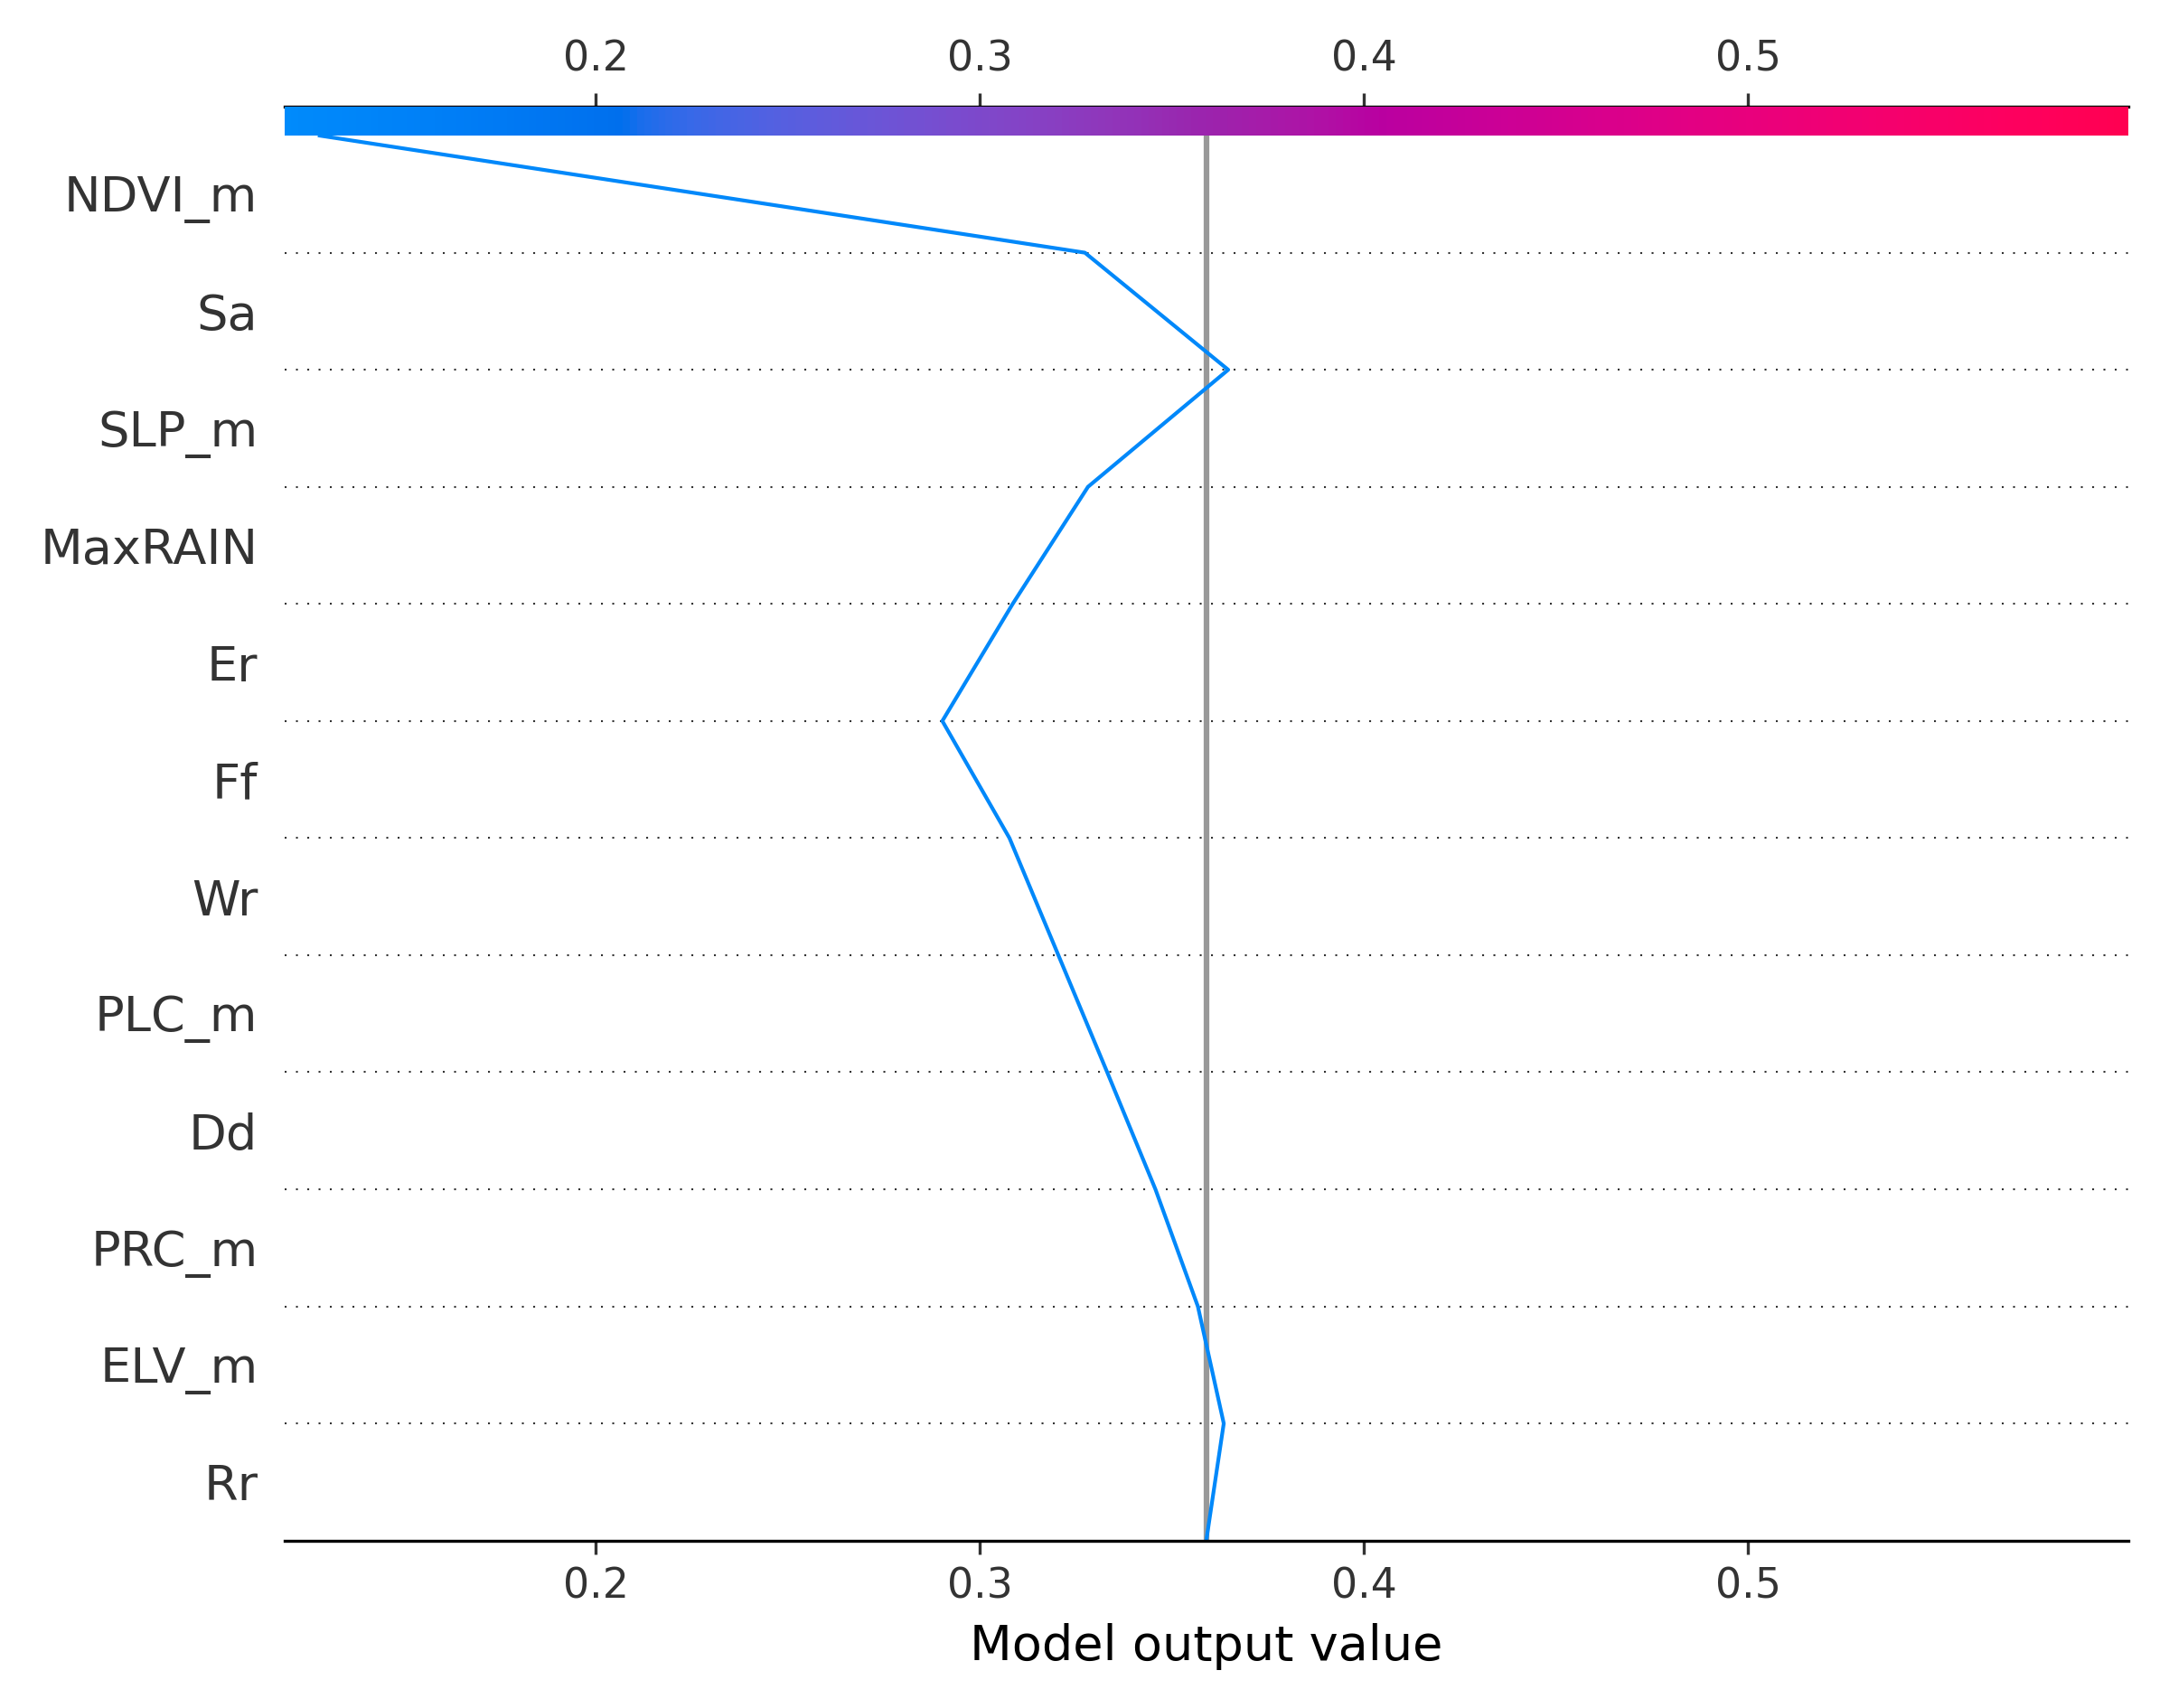 0.2 0.3 0.4 0.5
NDVI_m
Sa
SLP_m
MaxRAIN
Er
Ff
Wr
PLC_m
Dd
PRC_m
ELV_m
Rr
0.2 0.3 0.4 0.5
Model output value